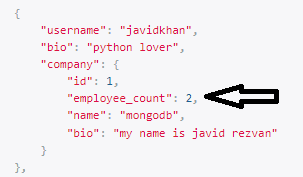 {
"username": "javidkhan",
"bio": "python lover",
"company": {
"id": 1,
"employee_count": 2,
"name": "mongodb",
"bio": "my name is javid rezvan"
}
},